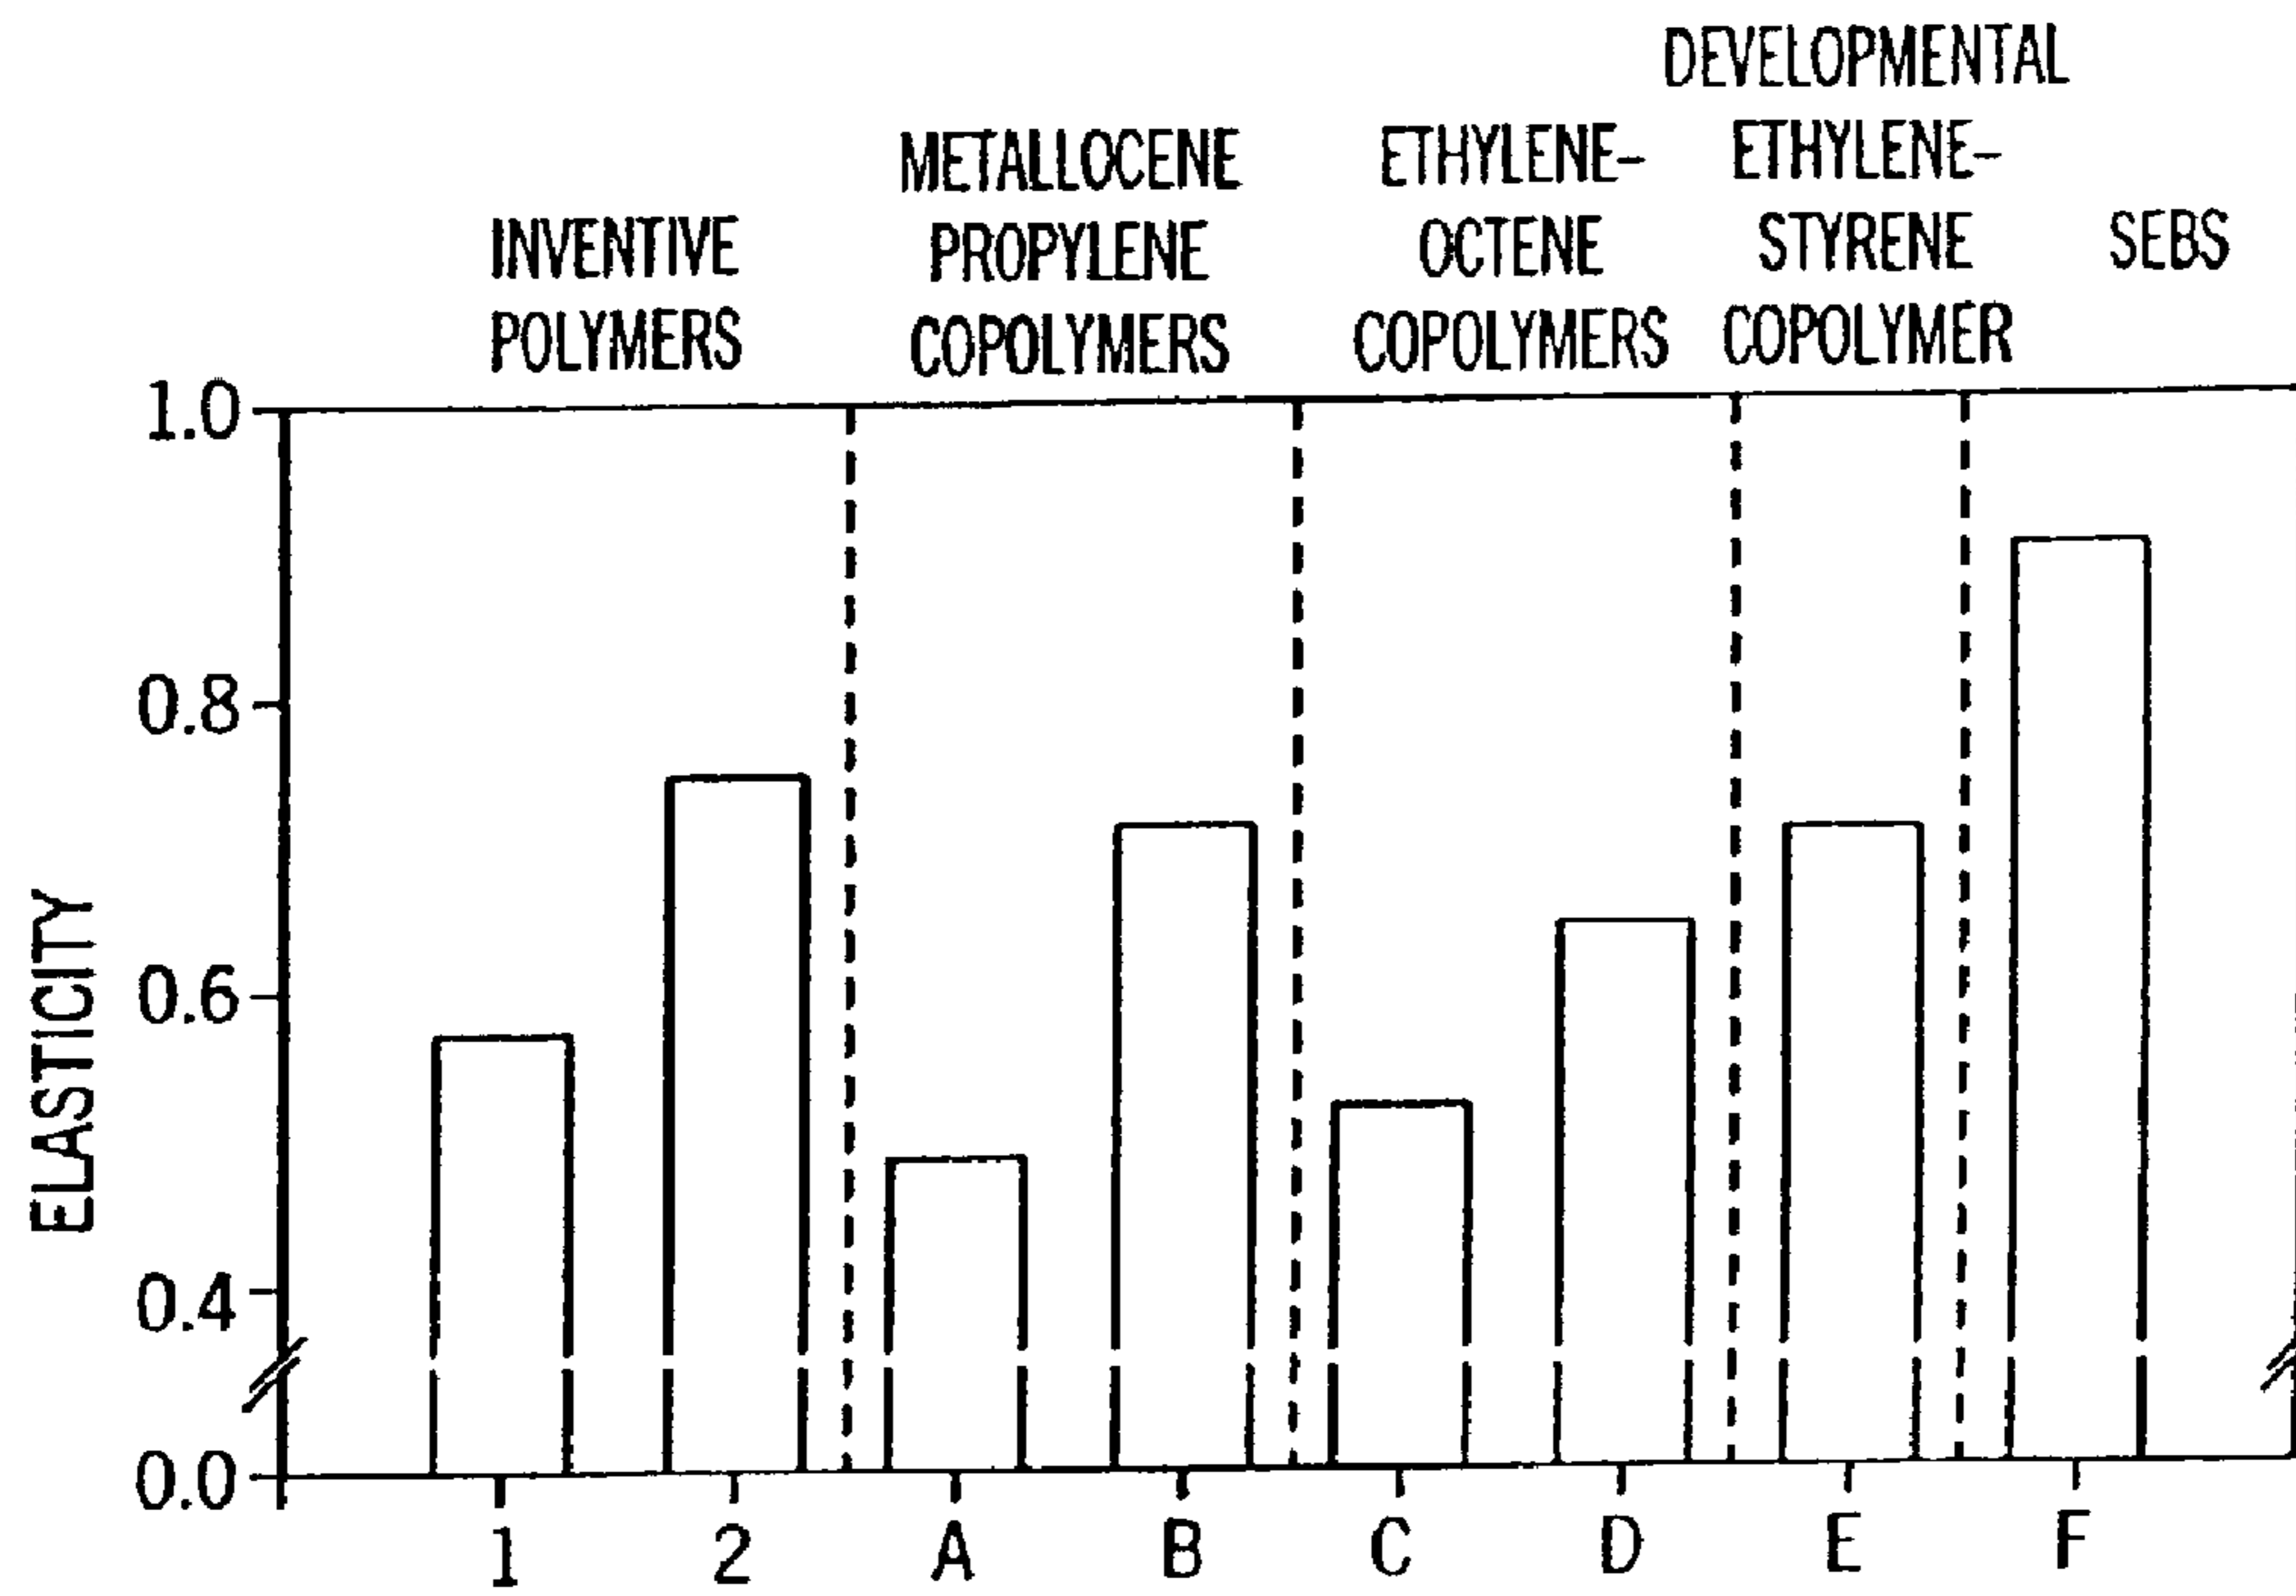 INVENTIVE
POLYMERS
METALLOCENE
PROPYLENE
COPOLYMERS
ETHYLENE-
OCTENE
COPOLYMERS
DEVELOPMENTAL
ETHYLENE-
STYRENE
COPOLYMER
SEBS
1.0
0.8
0.6
0.4
0.0
ELASTICITY
1
2
A
B
C
D
E
F